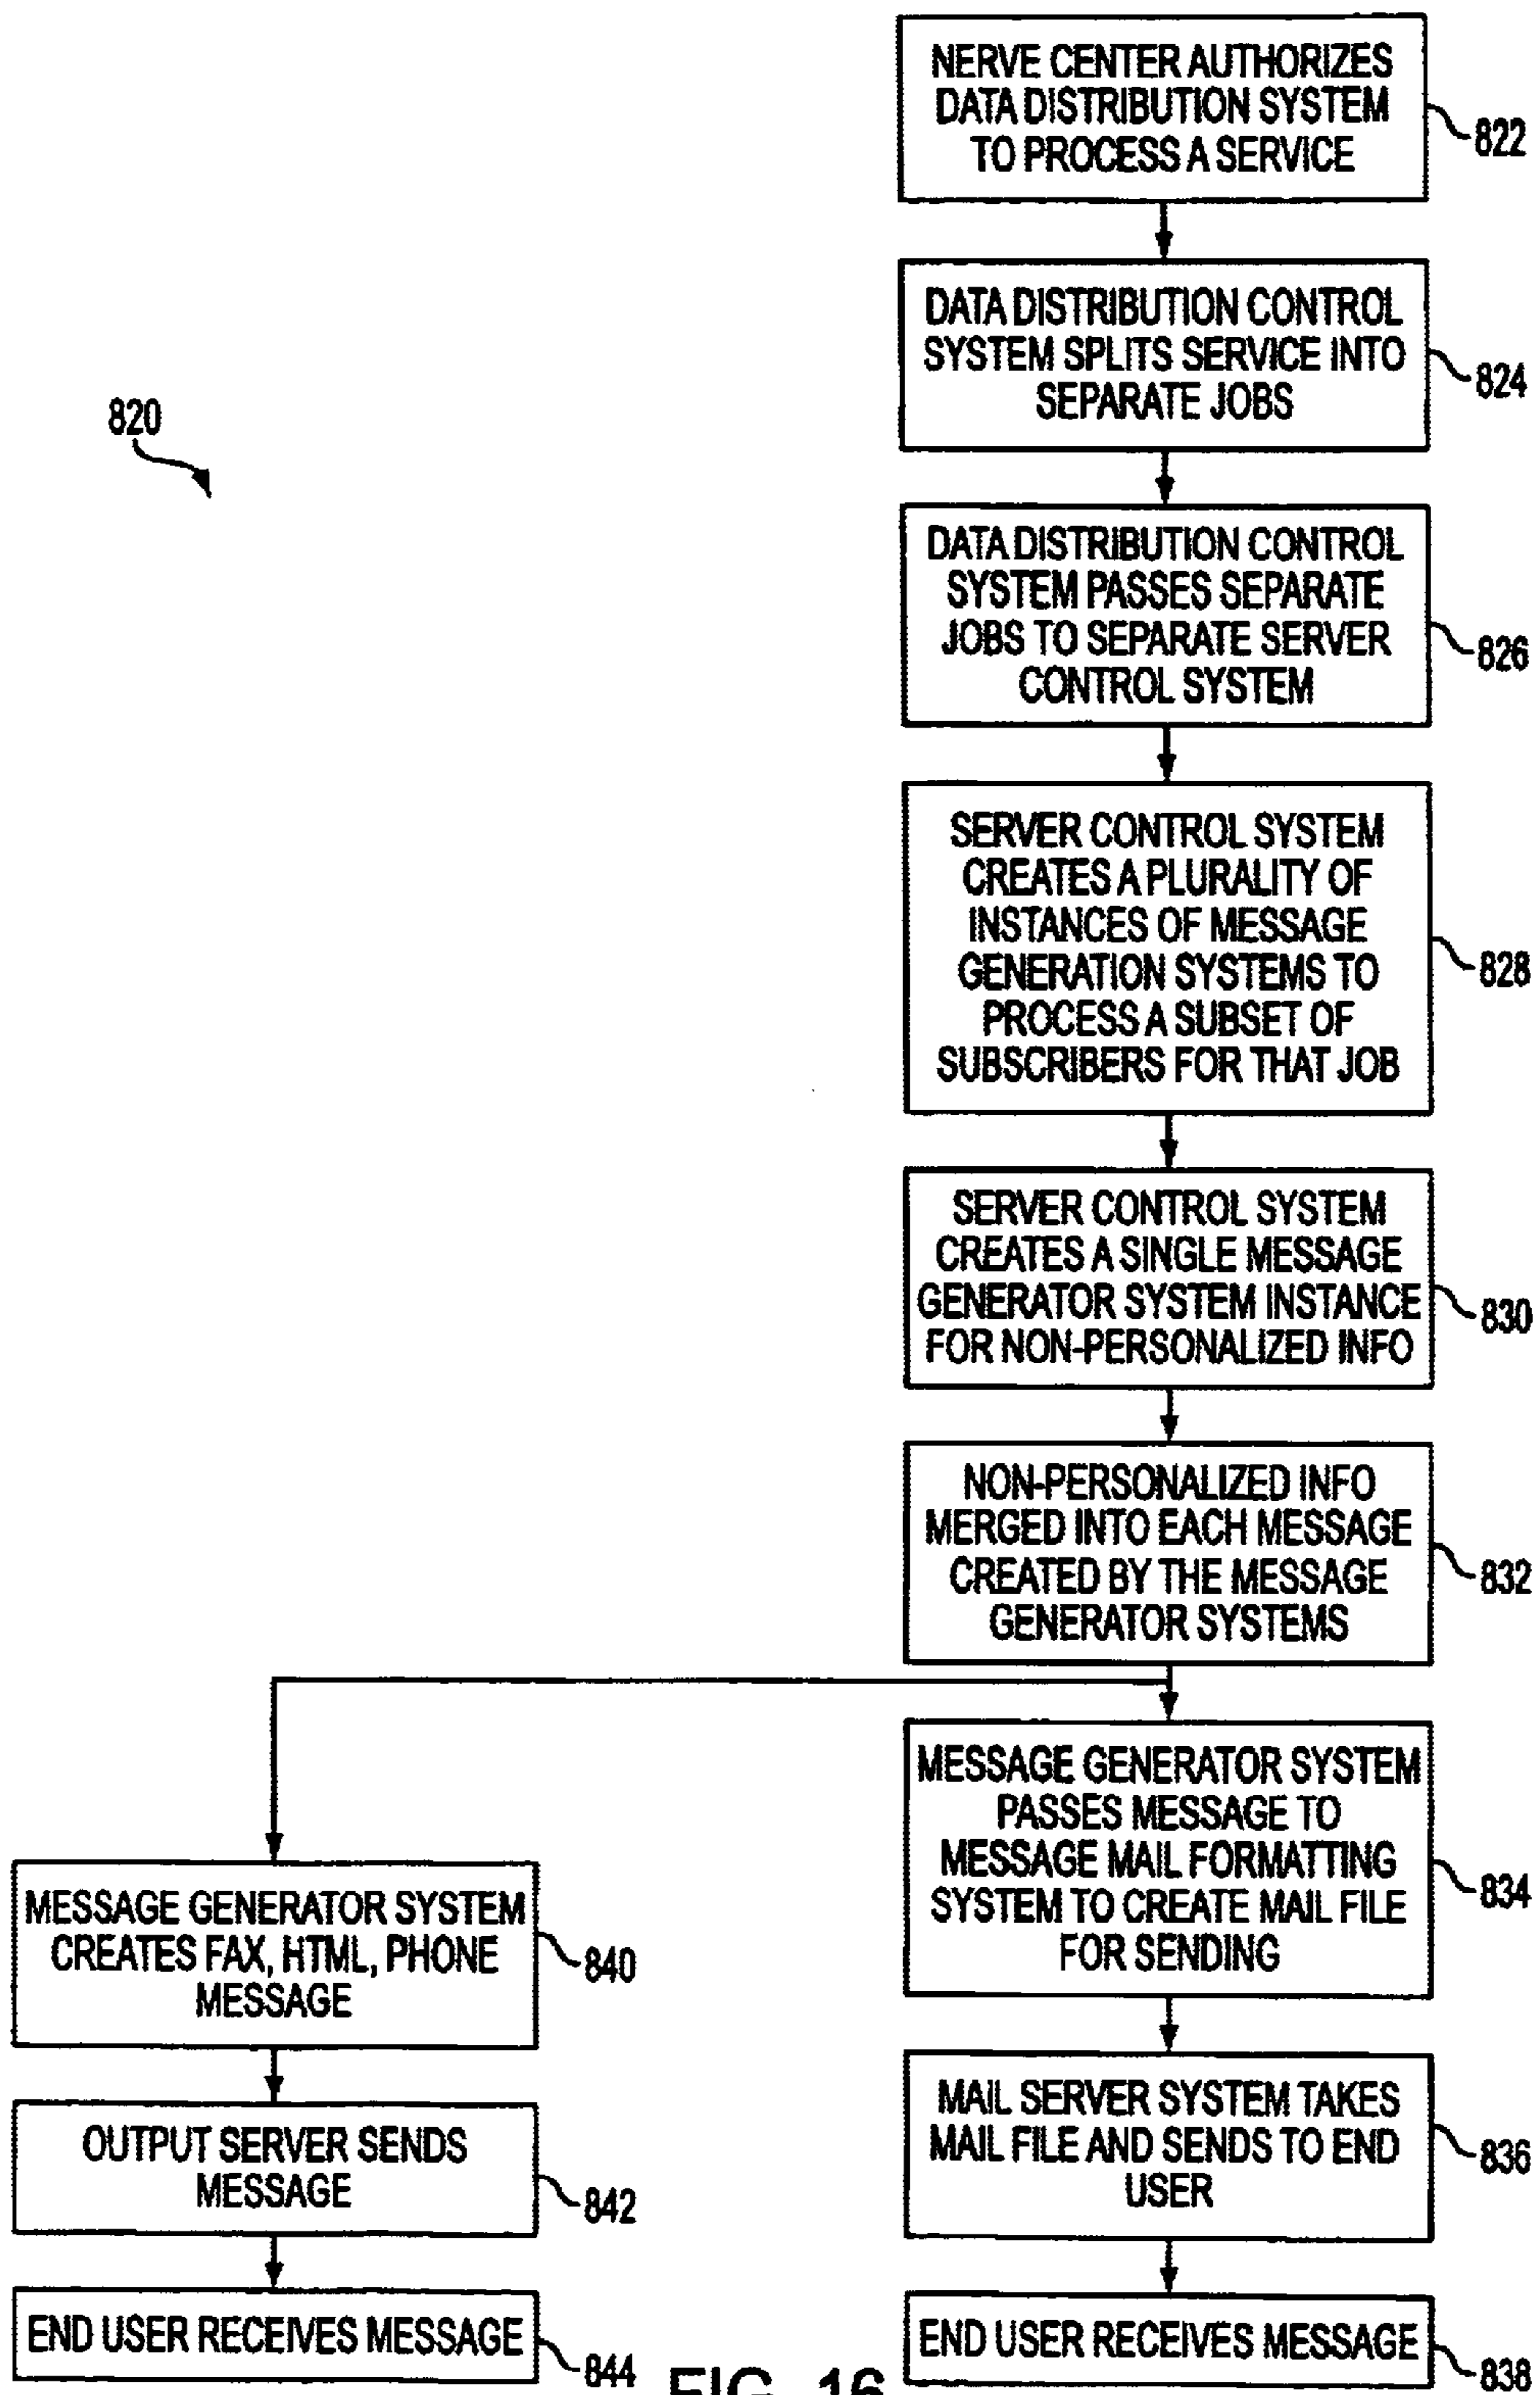 NERVE CENTER AUTHORIZES
DATA DISTRIBUTION SYSTEM
TO PROCESS A SERVICE
822
DATA DISTRIBUTION CONTROL
SYSTEM SPLITS SERVICE INTO
SEPARATE JOBS
824
820
DATA DISTRIBUTION CONTROL
SYSTEM PASSES SEPARATE
JOBS TO SEPARATE SERVER
CONTROL SYSTEM
826
SERVER CONTROL SYSTEM
CREATES A PLURALITY OF
INSTANCES OF MESSAGE
GENERATION SYSTEMS TO
PROCESS A SUBSET OF
SUBSCRIBERS FOR THAT JOB
828
SERVER CONTROL SYSTEM
CREATES A SINGLE MESSAGE
GENERATOR SYSTEM INSTANCE
FOR NON-PERSONALIZED INFO
830
NON-PERSONALIZED INFO
MERGED INTO EACH MESSAGE
CREATED BY THE MESSAGE
GENERATOR SYSTEMS
832
MESSAGE GENERATOR SYSTEM
PASSES MESSAGE TO
MESSAGE MAIL FORMATTING
SYSTEM TO CREATE MAIL FILE
FOR SENDING
834
MESSAGE GENERATOR SYSTEM
CREATES FAX, HTML, PHONE
MESSAGE
840
MAIL SERVER SYSTEM TAKES
MAIL FILE AND SENDS TO END
USER
836
OUTPUT SERVER SENDS
MESSAGE
842
END USER RECEIVES MESSAGE
844
END USER RECEIVES MESSAGE
838
FIG. 16